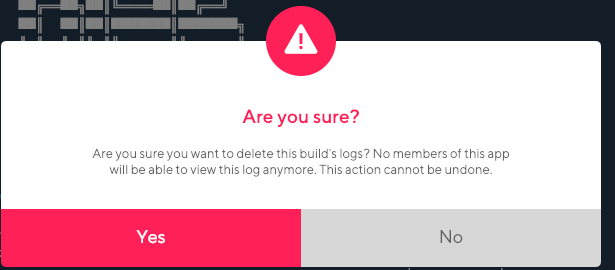 Are you sure?
Are you sure you want to delete this build's logs? No members of this app
will be able to view this log anymore. This action cannot be undone.
Yes
No